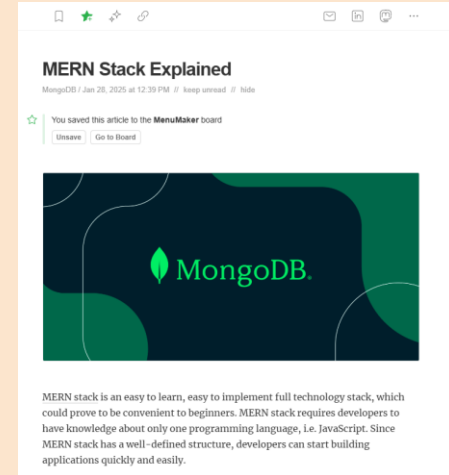 MERN Stack Explained
MongoDB / Jan 28, 2025 at 12:39 PM // keep unread // hide
You saved this article to the MenuMaker board
Unsave Go to Board
MongoDB.
MERN stack is an easy to learn, easy to implement full technology stack, which
could prove to be convenient to beginners. MERN stack requires developers to
have knowledge about only one programming language, i.e. JavaScript. Since
MERN stack has a well-defined structure, developers can start building
applications quickly and easily.